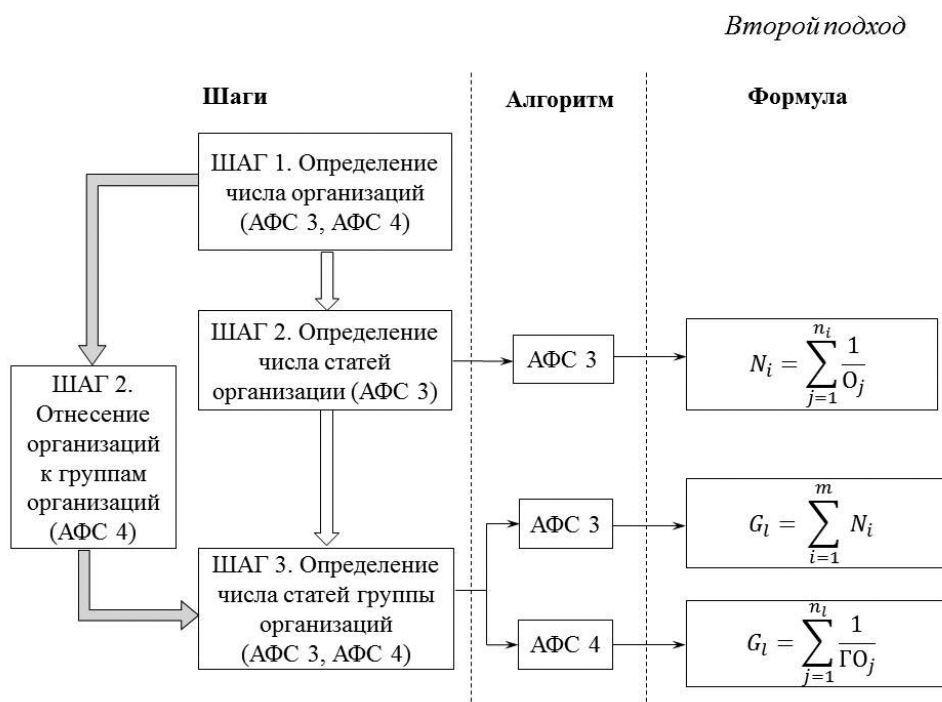 Второй подход
Шаги
Алгоритм
Формула
ШАГ 1. Определение
числа организаций
(АФС 3, АФС 4)
ШАГ 2. Определение
числа статей
организации (АФС 3)
АФС 3
N_i = \sum_{j=1}^{n_i} \frac{1}{О_j}
ШАГ 2.
Отнесение
организаций
к группам
организаций
(АФС 4)
ШАГ 3. Определение
числа статей группы
организаций
(АФС 3, АФС 4)
АФС 3
G_l = \sum_{i=1}^{m} N_i
АФС 4
G_l = \sum_{j=1}^{n_l} \frac{1}{ГО_j}